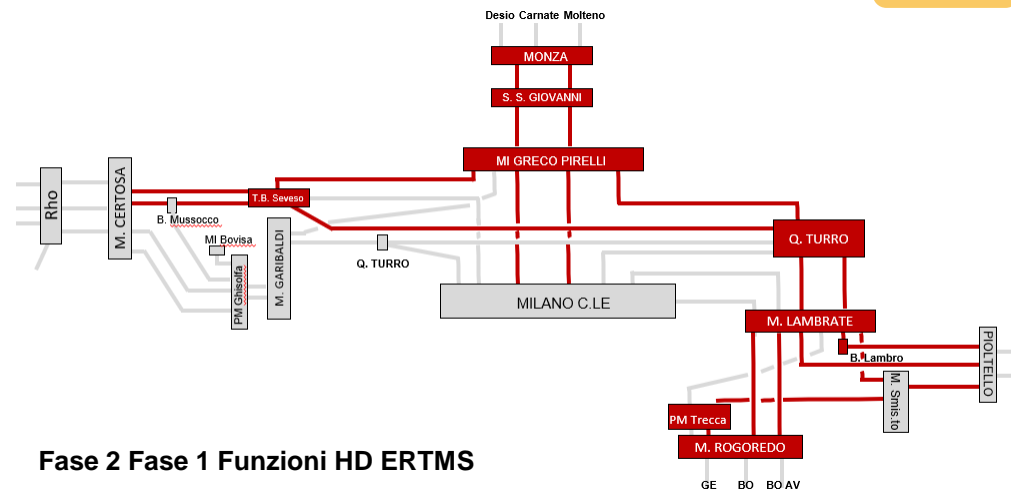 Desio Carnate Molteno
MONZA
S. S. GIOVANNI
MI GRECO PIRELLI
Rho
M. CERTOSA
T.B. Seveso
B. Mussocco
MI Bovisa
PM Ghisolfa
M. GARIBALDI
Q. TURRO
Q. TURRO
MILANO C.LE
M. LAMBRATE
B. Lambro
PIOLTELLO
M. Smis.to
PM Trecca
M. ROGOREDO
GE BO BO AV
Fase 2 Fase 1 Funzioni HD ERTMS